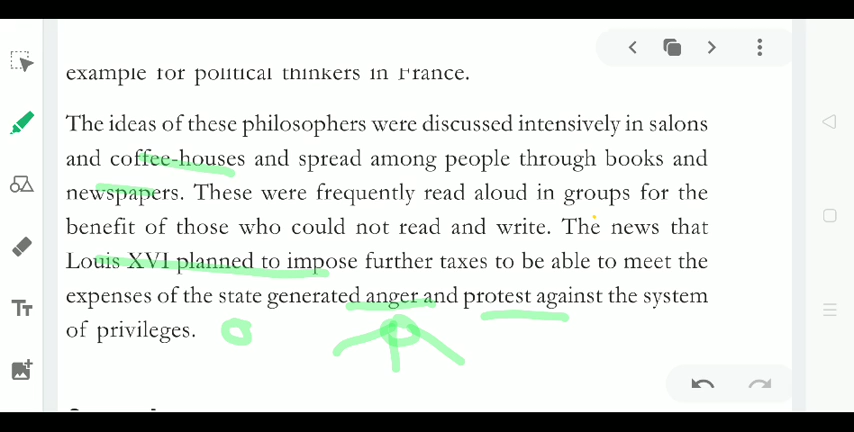 example for political thinkers in France.
The ideas of these philosophers were discussed intensively in salons
and coffee-houses and spread among people through books and
newspapers. These were frequently read aloud in groups for the
benefit of those who could not read and write. The news that
Louis XVI planned to impose further taxes to be able to meet the
expenses of the state generated anger and protest against the system
of privileges.
TT